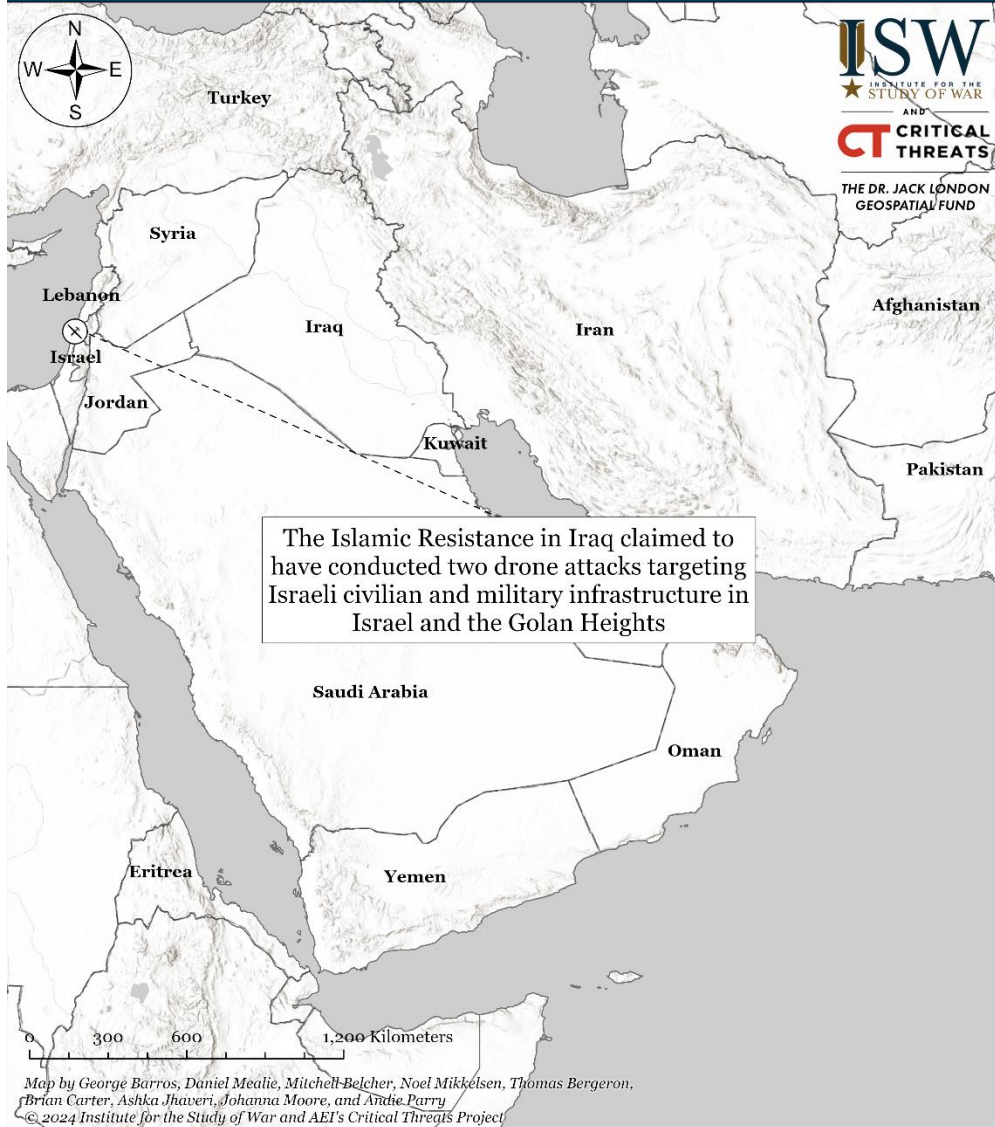 N
W E
S
ISW
INSTITUTE FOR THE
STUDY OF WAR
AND
CT CRITICAL
THREATS
THE DR. JACK LONDON
GEOSPATIAL FUND
Turkey
Syria
Lebanon
Iraq
Iran
Afghanistan
Israel
Jordan
Kuwait
Pakistan
The Islamic Resistance in Iraq claimed to
have conducted two drone attacks targeting
Israeli civilian and military infrastructure in
Israel and the Golan Heights
Saudi Arabia
Oman
Eritrea
Yemen
0 300 600 1,200 Kilometers
Map by George Barros, Daniel Mealie, Mitchell Belcher, Noel Mikkelsen, Thomas Bergeron,
Brian Carter, Ashka Jhaveri, Johanna Moore, and Andie Parry
© 2024 Institute for the Study of War and AEI's Critical Threats Project